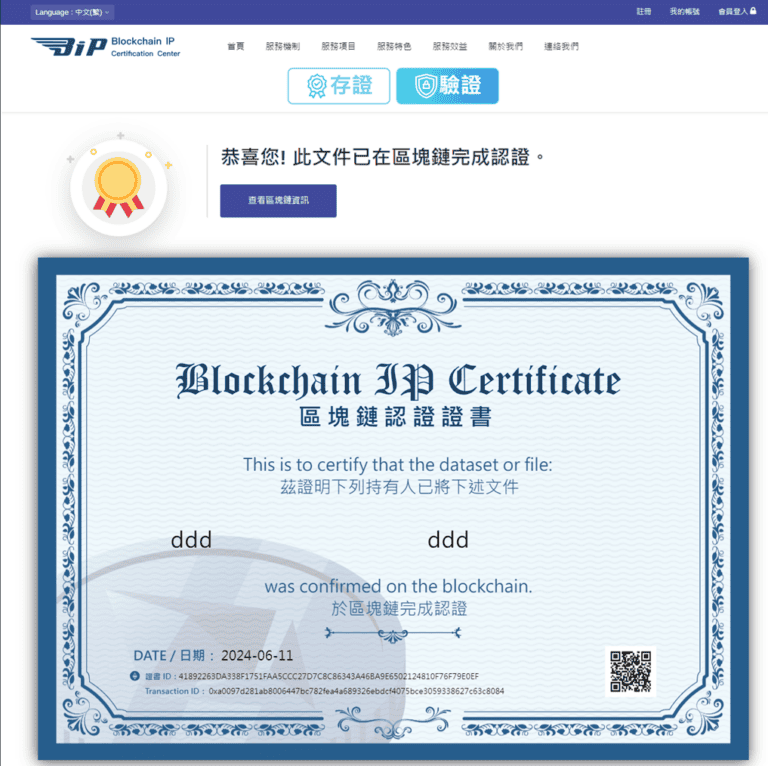 Language : 中文(繁)
註冊 我的帳號 會員登入
BiP Blockchain IP
Certification Center
首頁 服務機制 服務項目 服務特色 服務效益 關於我們 連絡我們
存證 驗證
恭喜您! 此文件已在區塊鏈完成認證。
查看區塊鏈資訊
Blockchain IP Certificate
區塊鏈認證證書
This is to certify that the dataset or file:
茲證明下列持有人已將下述文件
ddd ddd
was confirmed on the blockchain.
於區塊鏈完成認證
DATE / 日期： 2024-06-11
證書 ID : 41892263DA338F1751FAA5CCC27D7C8C86343A46BA9E6502124810F76F79E0EF
Transaction ID : 0xa0097d281ab8006447bc782fea4a689326ebdcf4075bce3059338627c63c8084